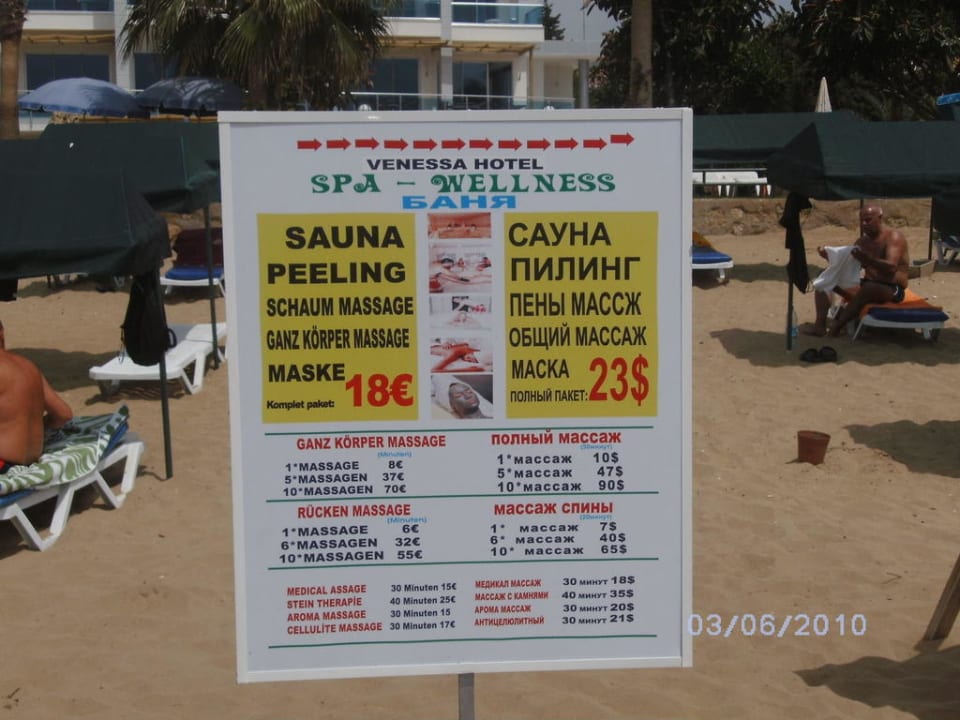 VENESSA HOTEL
SPA - WELLNESS
БАНЯ
SAUNA
PEELING
SCHAUM MASSAGE
GANZ KÖRPER MASSAGE
MASKE
Komplet paket: 18€
САУНА
ПИЛИНГ
ПЕНЫ МАССЖ
ОБЩИЙ МАССАЖ
МАСКА
ПОЛНЫЙ ПАКЕТ: 23$
GANZ KÖRPER MASSAGE
(Minuten)
1*MASSAGE 8€
5*MASSAGEN 37€
10*MASSAGEN 70€
ПОЛНЫЙ МАССАЖ
1*массаж 10$
5*массаж 47$
10*массаж 90$
RÜCKEN MASSAGE
(Minuten)
1*MASSAGE 6€
6*MASSAGEN 32€
10*MASSAGEN 55€
МАССАЖ СПИНЫ
1* массаж 7$
6* массаж 40$
10* массаж 65$
MEDICAL ASSAGE 30 Minuten 15€
STEIN THERAPİE 40 Minuten 25€
AROMA MASSAGE 30 Minuten 15
CELLULİTE MASSAGE 30 Minuten 17€
МЕДИКАЛ МАССАЖ 30 минут 18$
МАССАЖ С КАМНЯМИ 40 минут 35$
АРОМА МАССАЖ 30 минут 20$
АНТИЦЕЛЮЛИТНЫЙ 30 минут 21$
03/06/2010